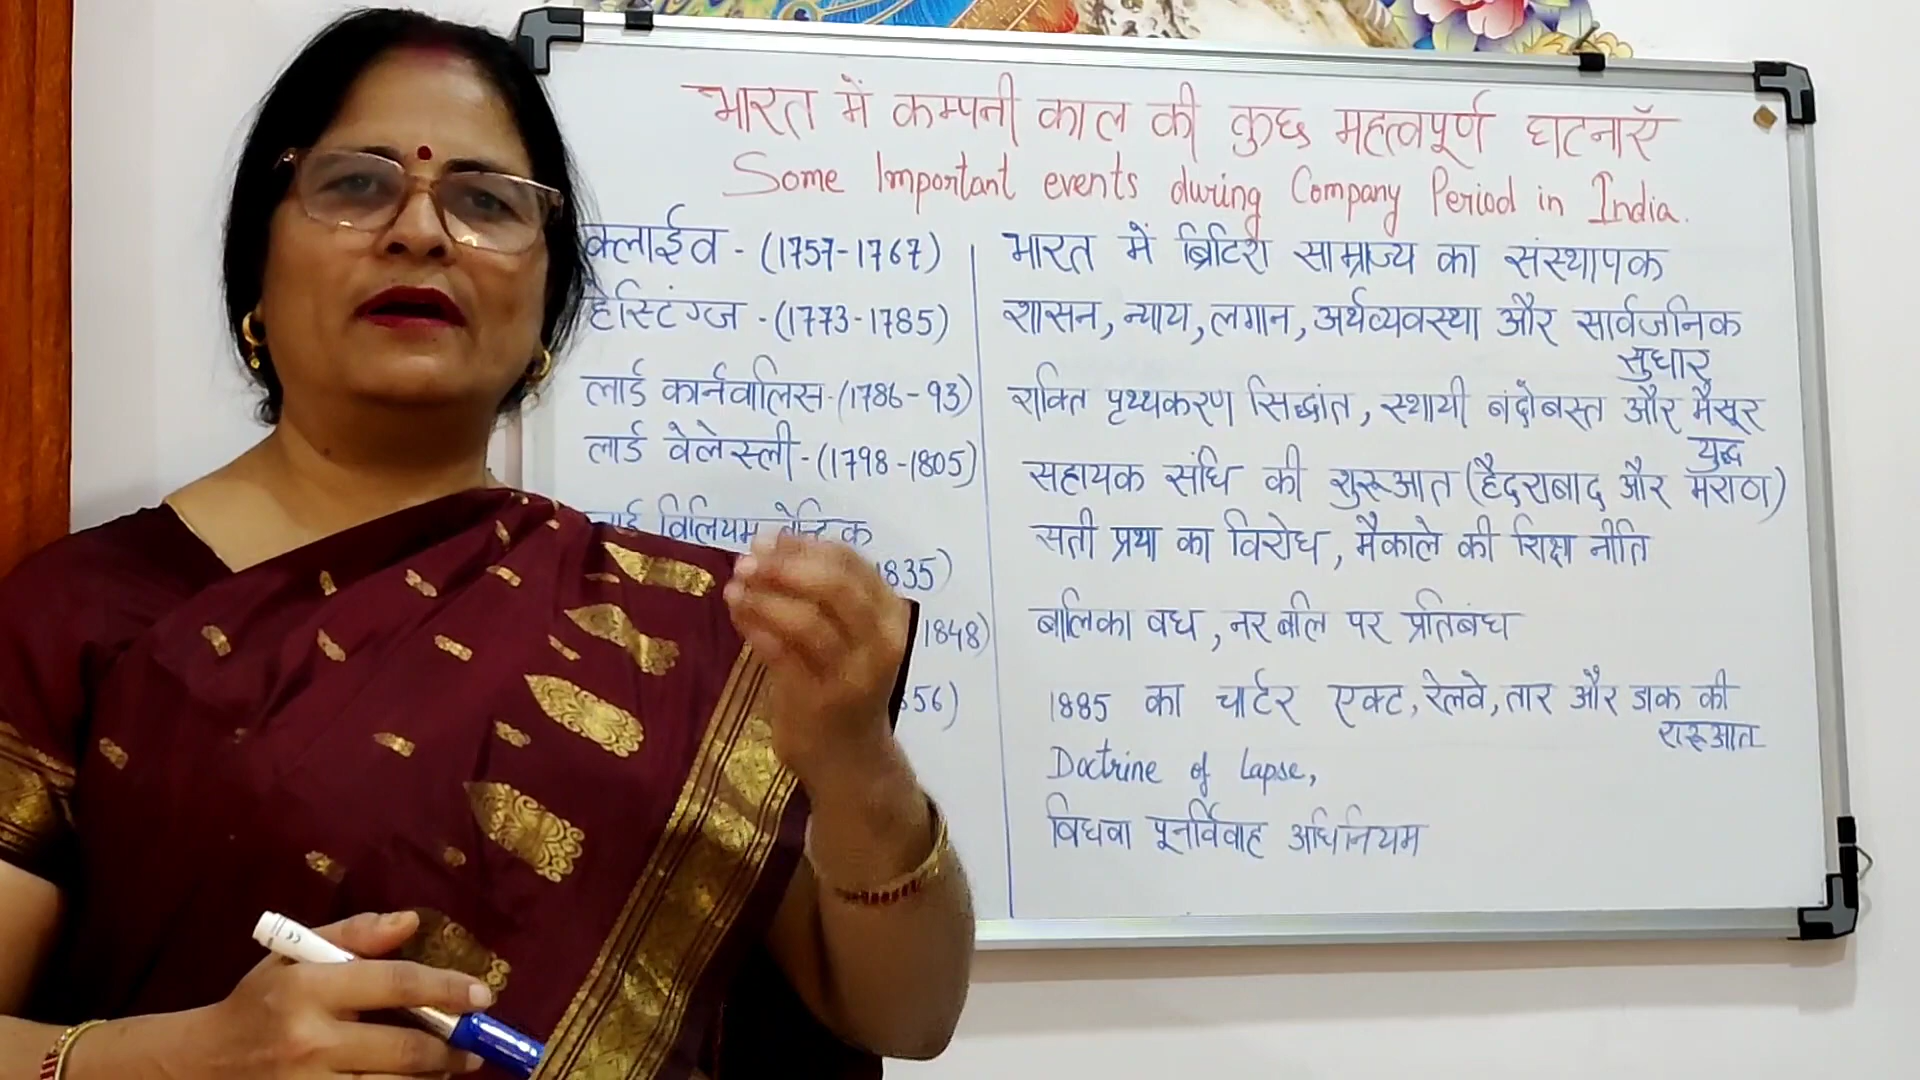 भारत में कम्पनी काल की कुछ महत्वपूर्ण घटनाएॅ
Some Important events during Company Period in India.
क्लाईव - (1757-1767)
भारत में ब्रिटिश साम्राज्य का संस्थापक
हेस्टिंग्ज - (1773-1785)
शासन, न्याय, लगान, अर्थव्यवस्था और सार्वजनिक
सुधार
लार्ड कार्नवालिस - (1786-93)
शक्ति पृथ्थकरण सिद्धांत, स्थायी बंदोबस्त और मैसूर
युद्ध
लार्ड वेलेस्ली - (1798-1805)
सहायक संधि की शुरूआत (हैदराबाद और मराठा)
लार्ड विलियम बेन्टिक
1835)
सती प्रथा का विरोध, मैकाले की शिक्षा नीति
1848)
बालिका वध, नर बलि पर प्रतिबंध
56)
1885 का चार्टर एक्ट, रेलवे, तार और डाक की
शुरूआत
Doctrine of Lapse,
विधवा पूनर्विवाह अधिनियम